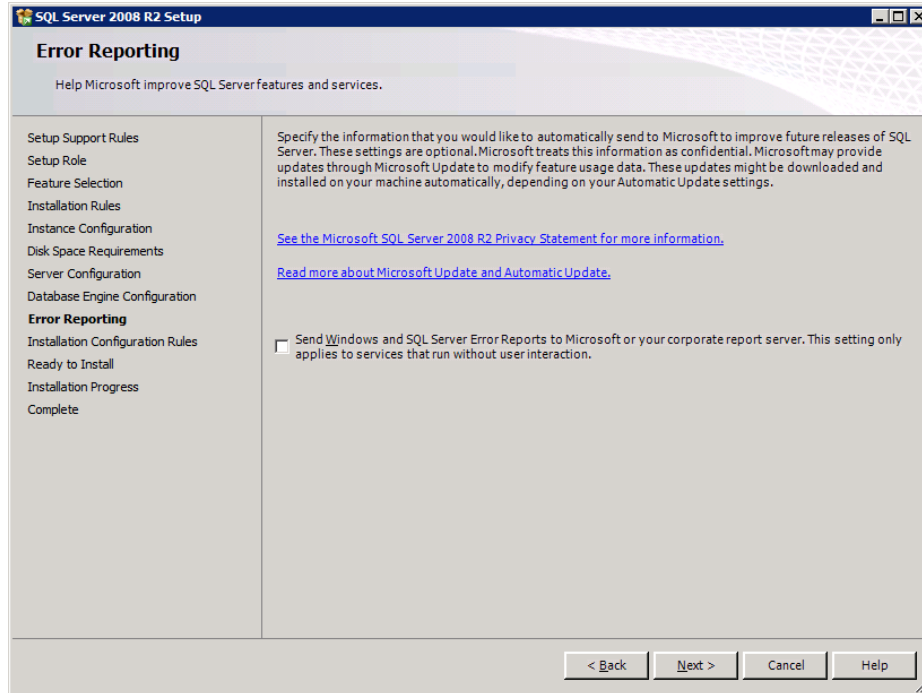 SQL Server 2008 R2 Setup
Error Reporting
Help Microsoft improve SQL Server features and services.
Setup Support Rules
Setup Role
Feature Selection
Installation Rules
Instance Configuration
Disk Space Requirements
Server Configuration
Database Engine Configuration
Error Reporting
Installation Configuration Rules
Ready to Install
Installation Progress
Complete
Specify the information that you would like to automatically send to Microsoft to improve future releases of SQL
Server. These settings are optional. Microsoft treats this information as confidential. Microsoft may provide
updates through Microsoft Update to modify feature usage data. These updates might be downloaded and
installed on your machine automatically, depending on your Automatic Update settings.
See the Microsoft SQL Server 2008 R2 Privacy Statement for more information.
Read more about Microsoft Update and Automatic Update.
Send Windows and SQL Server Error Reports to Microsoft or your corporate report server. This setting only
applies to services that run without user interaction.
< Back
Next >
Cancel
Help